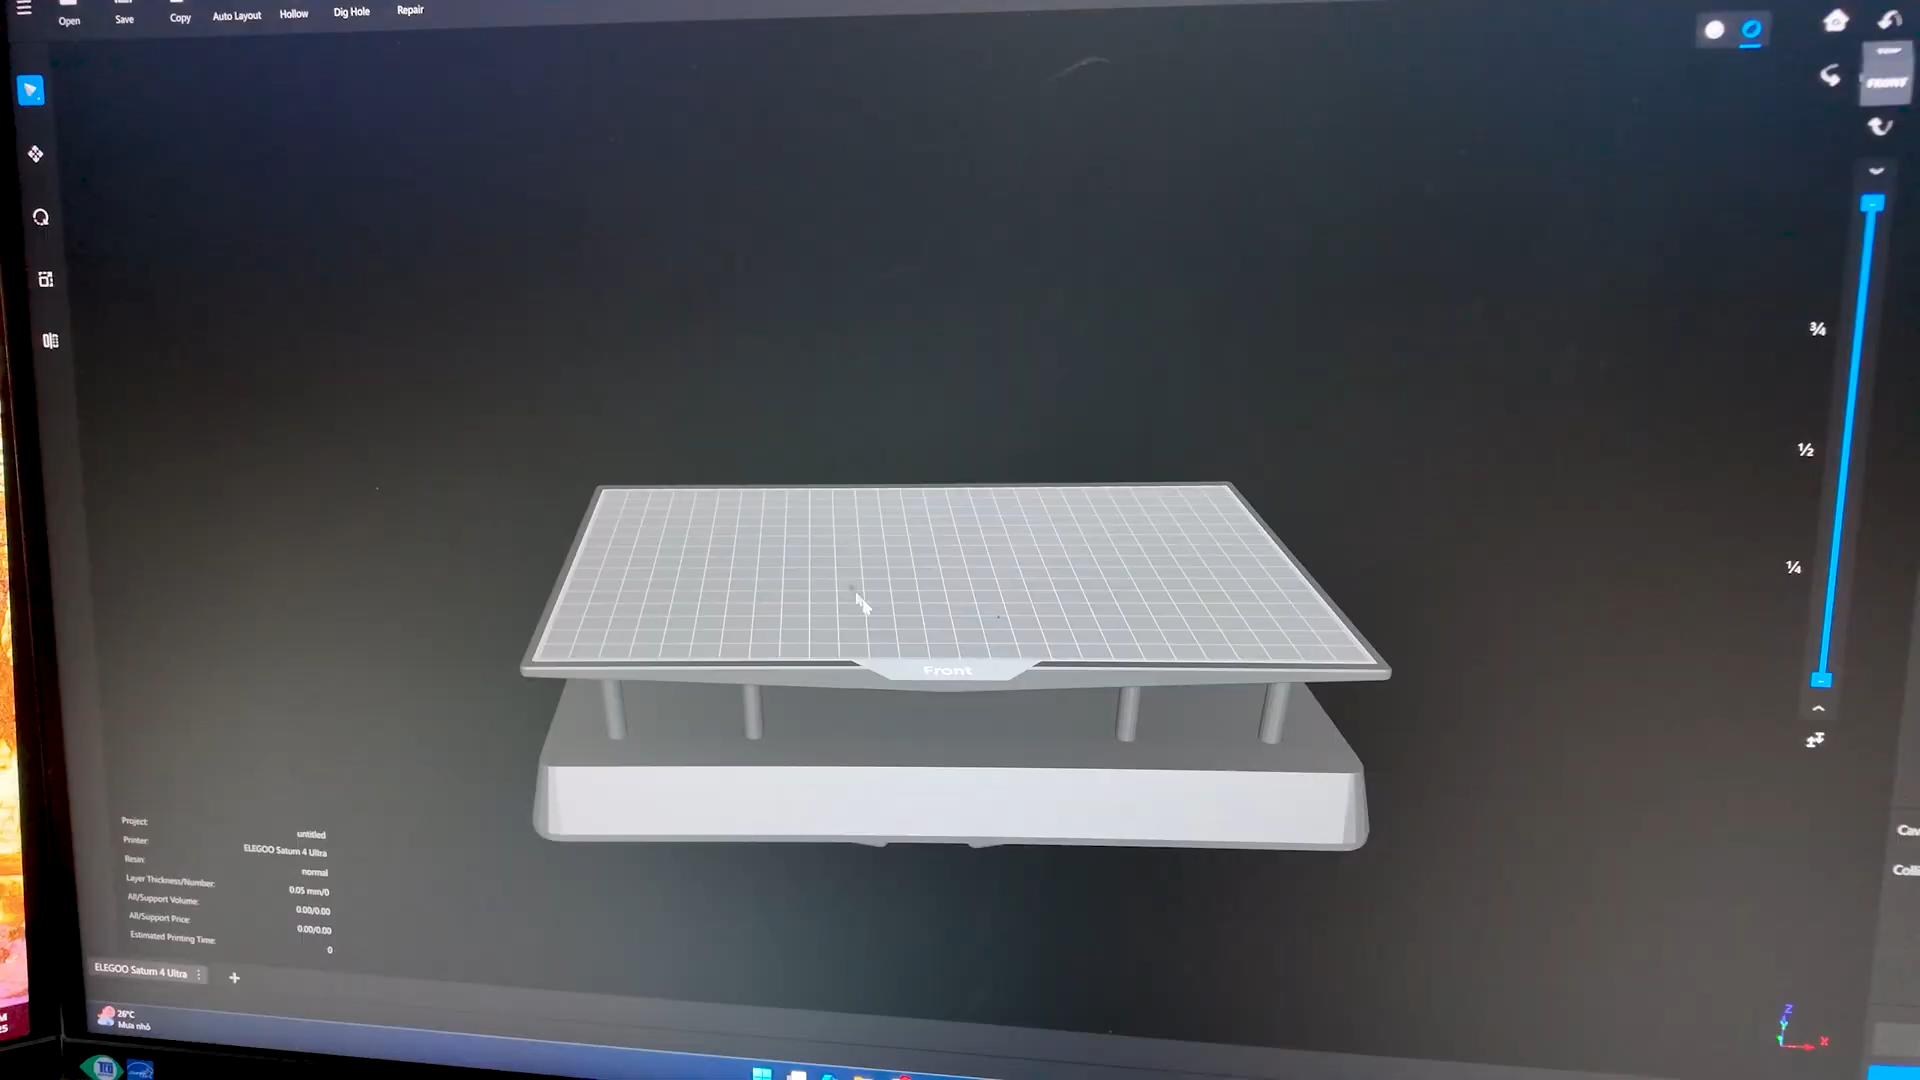 Open
Save
Copy
Auto Layout
Hollow
Dig Hole
Repair
FRONT
¾
½
¼
Front
Project: untitled
Printer: ELEGOO Saturn 4 Ultra
Resin: normal
Layer Thickness/Number: 0.05 mm/0
All/Support Volume: 0.00/0.00
All/Support Price: 0.00/0.00
Estimated Printing Time: 0
ELEGOO Saturn 4 Ultra
26°C
Mưa nhỏ
Z
X